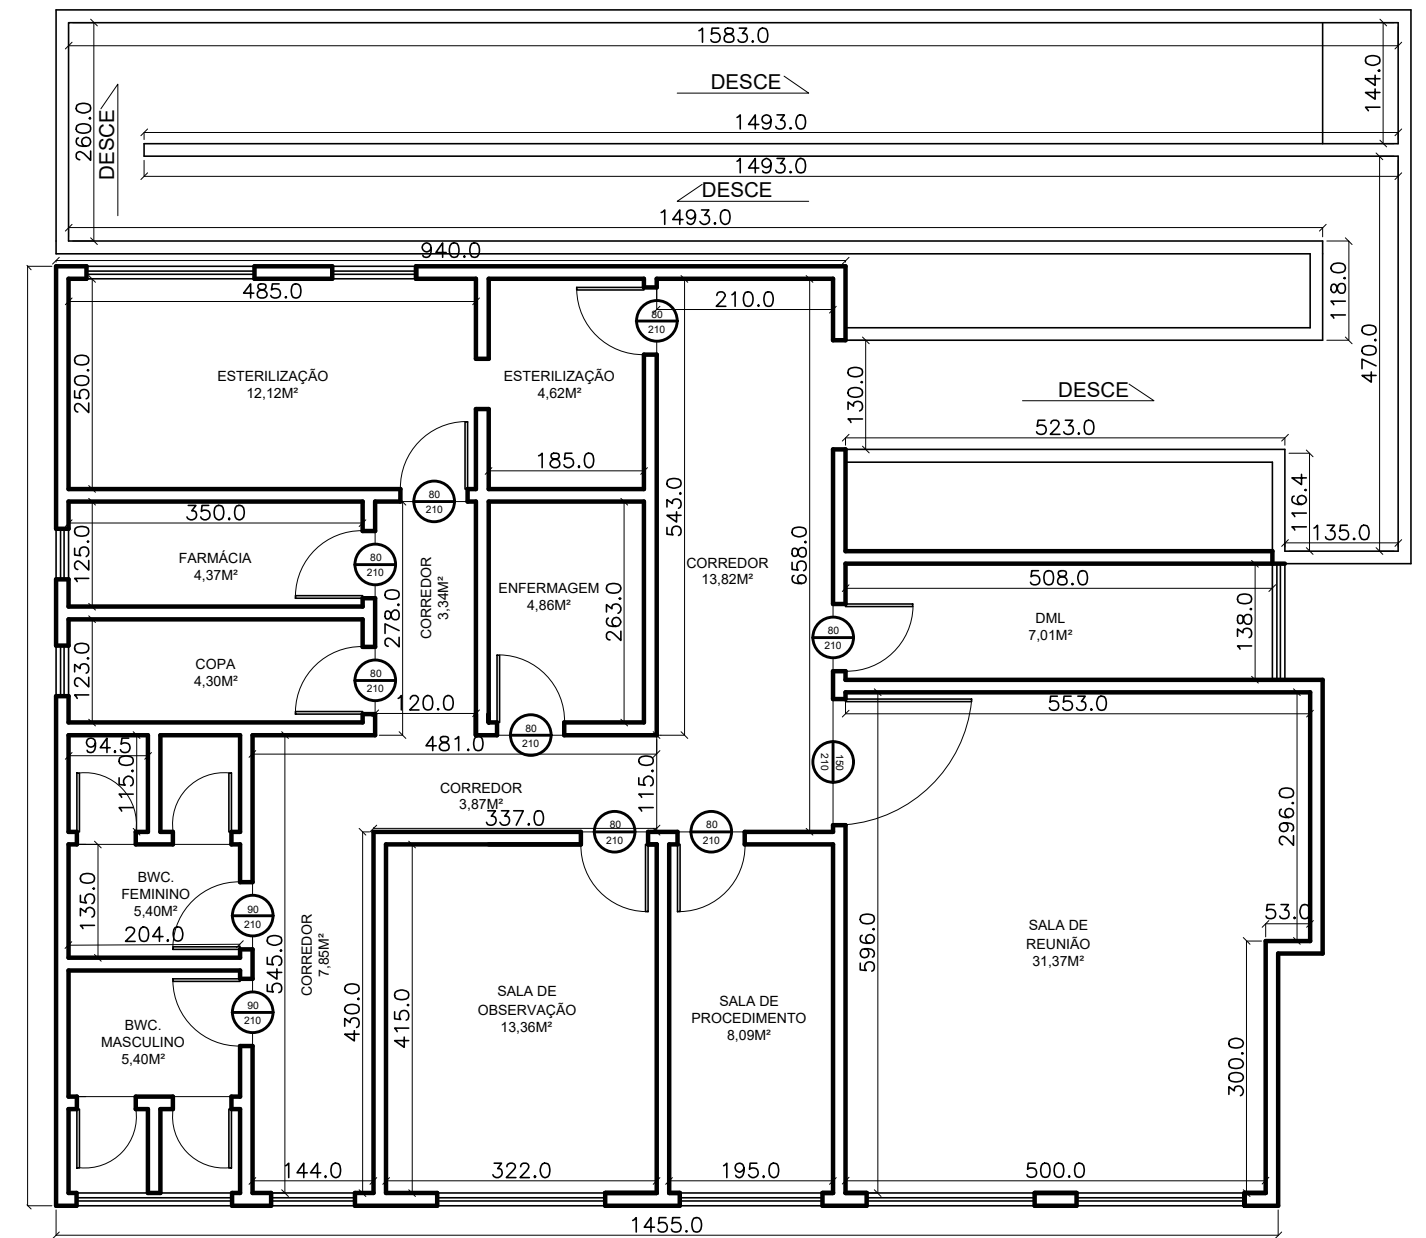 1583.0
144.0
260.0
DESCE
DESCE
1493.0
1493.0
DESCE
1493.0
940.0
118.0
470.0
485.0
210.0
80
210
250.0
ESTERILIZAÇÃO
12,12M²
ESTERILIZAÇÃO
4,62M²
130.0
DESCE
523.0
185.0
116.4
135.0
80
210
543.0
658.0
350.0
125.0
FARMÁCIA
4,37M²
80
210
CORREDOR
3,34M²
278.0
ENFERMAGEM
4,86M²
263.0
CORREDOR
13,82M²
508.0
DML
7,01M²
138.0
80
210
COPA
4,30M²
123.0
80
210
120.0
553.0
80
210
94.5
115.0
481.0
150
210
CORREDOR
3,87M²
115.0
337.0
80
210
80
210
296.0
BWC.
FEMININO
5,40M²
135.0
204.0
90
210
53.0
545.0
CORREDOR
7,85M²
430.0
415.0
SALA DE
OBSERVAÇÃO
13,36M²
SALA DE
PROCEDIMENTO
8,09M²
596.0
SALA DE
REUNIÃO
31,37M²
BWC.
MASCULINO
5,40M²
90
210
300.0
144.0
322.0
195.0
500.0
1455.0